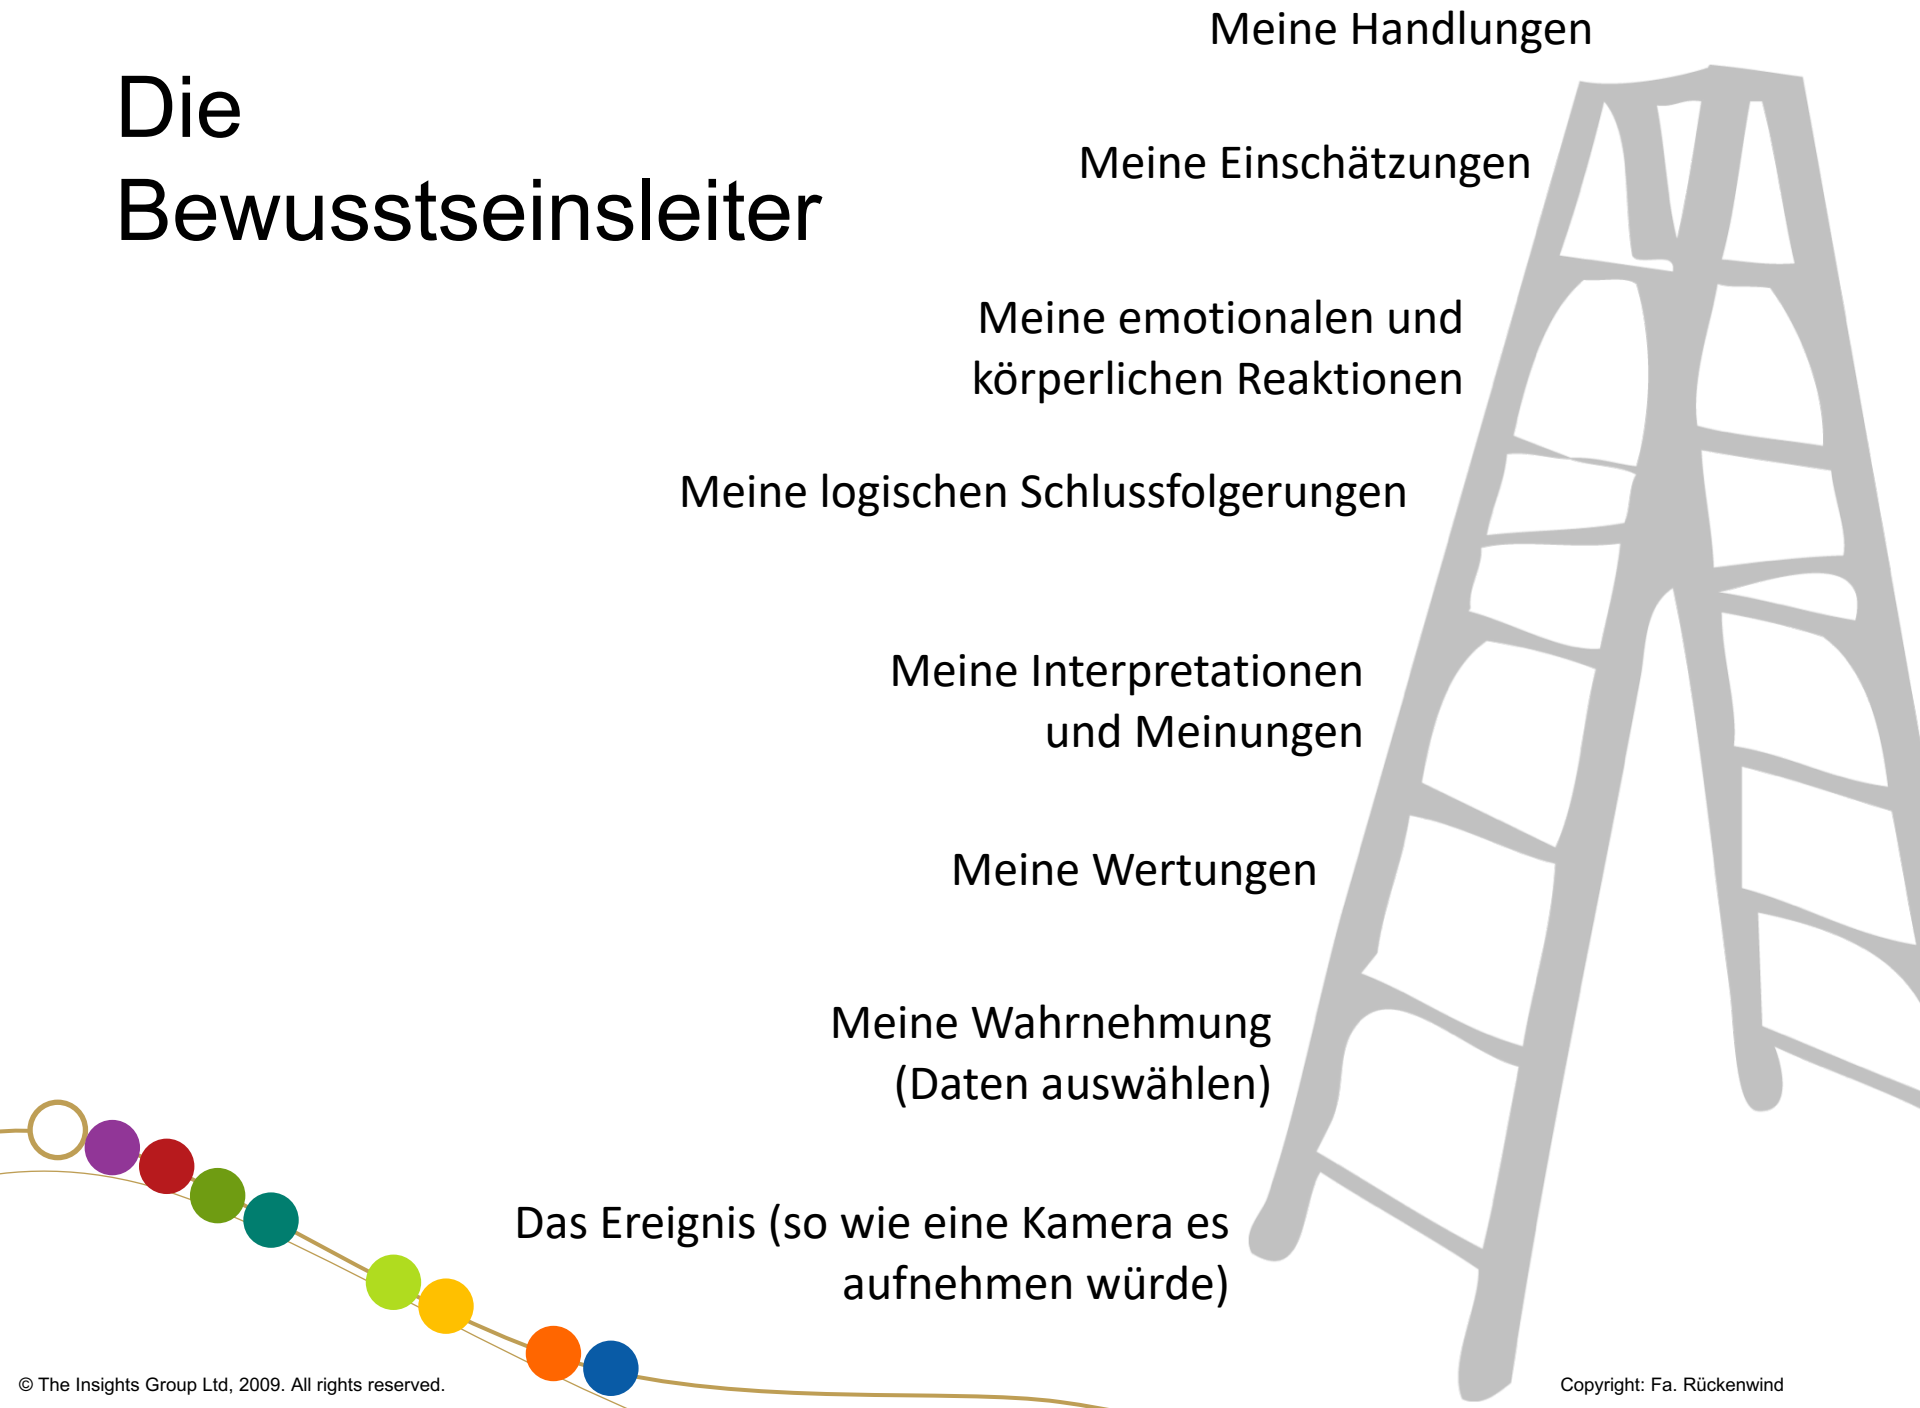 Die
Bewusstseinsleiter
Meine Handlungen
Meine Einschätzungen
Meine emotionalen und
körperlichen Reaktionen
Meine logischen Schlussfolgerungen
Meine Interpretationen
und Meinungen
Meine Wertungen
Meine Wahrnehmung
(Daten auswählen)
Das Ereignis (so wie eine Kamera es
aufnehmen würde)
© The Insights Group Ltd, 2009. All rights reserved.
Copyright: Fa. Rückenwind